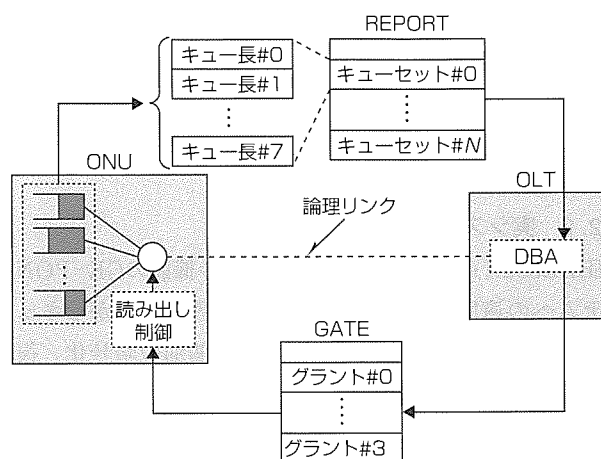 REPORT
キュー長#0
キュー長#1
⋮
キュー長#7
キューセット#0
⋮
キューセット#N
ONU
OLT
論理リンク
DBA
読み出し
制御
GATE
グラント#0
⋮
グラント#3